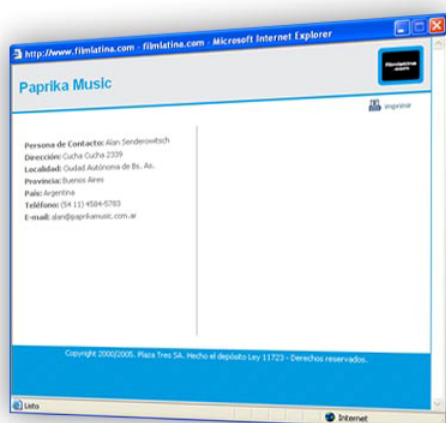 http://www.filmlatina.com - filmlatina.com - Microsoft Internet Explorer
Paprika Music
filmlatina
.com
imprimir
Persona de Contacto: Alan Senderowitsch
Dirección: Cucha Cucha 2339
Localidad: Ciudad Autónoma de Bs. As.
Provincia: Buenos Aires
País: Argentina
Teléfono: (54 11) 4584-5783
E-mail: alan@paprikamusic.com.ar
Copyright 2000/2005. Plaza Tres SA. Hecho el depósito Ley 11723 - Derechos reservados.
Listo
Internet